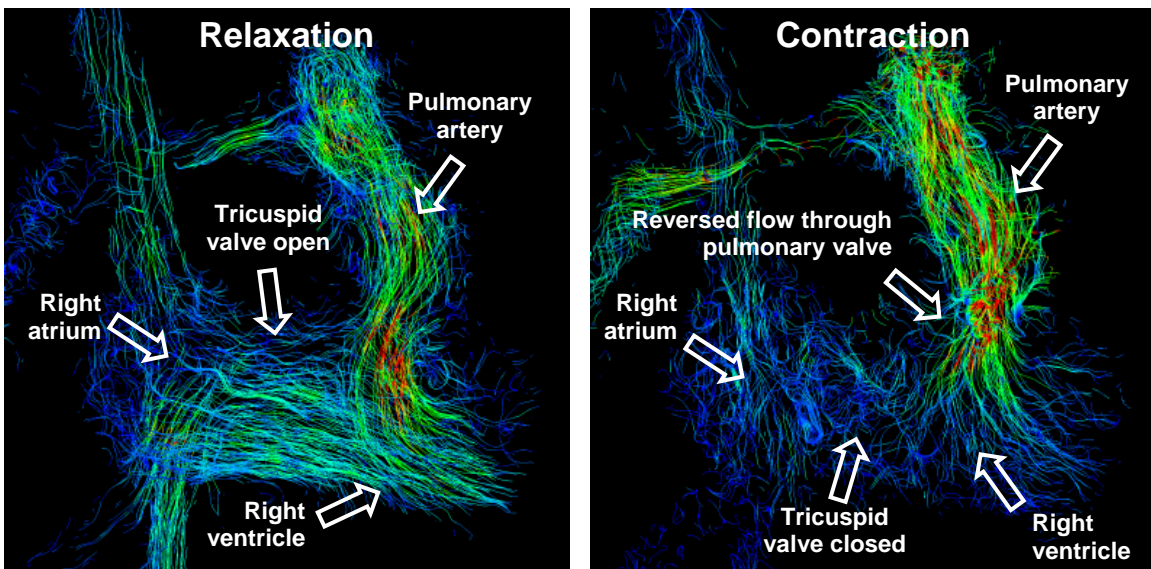 Relaxation
Pulmonary
artery
Tricuspid
valve open
Right
atrium
Right
ventricle
Contraction
Pulmonary
artery
Reversed flow through
pulmonary valve
Right
atrium
Tricuspid
valve closed
Right
ventricle